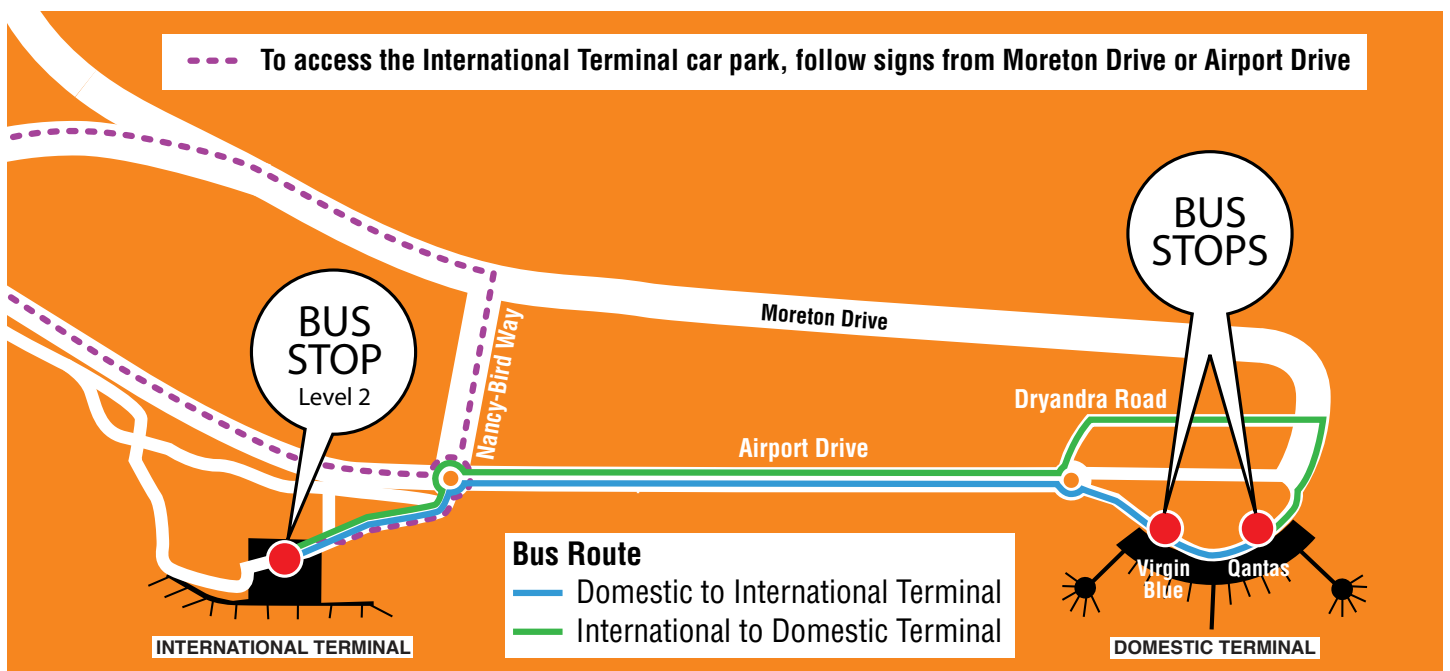 To access the International Terminal car park, follow signs from Moreton Drive or Airport Drive
BUS
STOPS
BUS
STOP
Level 2
Moreton Drive
Nancy-Bird Way
Dryandra Road
Airport Drive
Bus Route
Domestic to International Terminal
International to Domestic Terminal
Virgin
Blue
Qantas
INTERNATIONAL TERMINAL
DOMESTIC TERMINAL